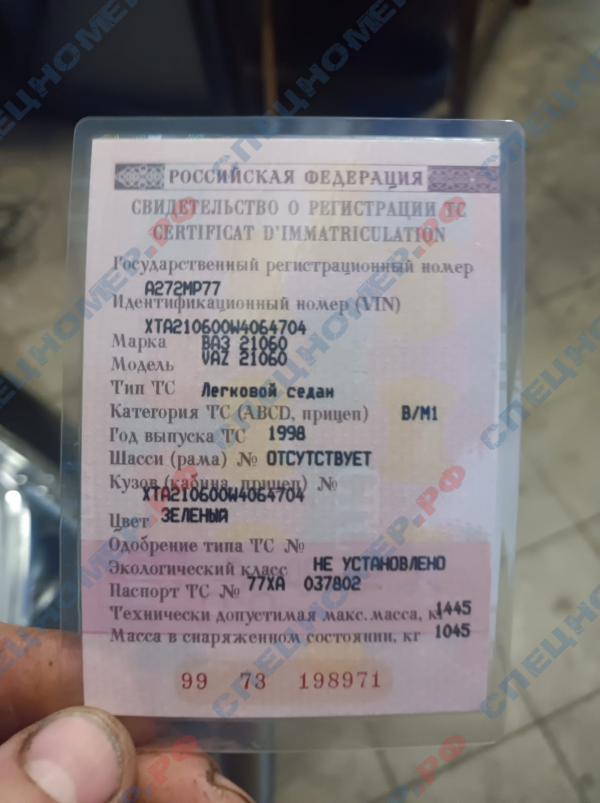 РОССИЙСКАЯ ФЕДЕРАЦИЯ
СВИДЕТЕЛЬСТВО О РЕГИСТРАЦИИ ТС
CERTIFICAT D'IMMATRICULATION
Государственный регистрационный номер
А272МР77
Идентификационный номер (VIN)
XTA210600W4064704
Марка ВАЗ 21060
Модель VAZ 21060
Тип ТС Легковой седан
Категория ТС (ABCD, прицеп) B/M1
Год выпуска ТС 1998
Шасси (рама) № ОТСУТСТВУЕТ
Кузов (кабина, прицеп) №
XTA210600W4064704
Цвет ЗЕЛЕНЫЙ
Одобрение типа ТС №
Экологический класс НЕ УСТАНОВЛЕНО
Паспорт ТС № 77ХА 037802
Технически допустимая макс. масса, кг 1445
Масса в снаряженном состоянии, кг 1045
99 73 198971
СПЕЦНОМЕР.РФ